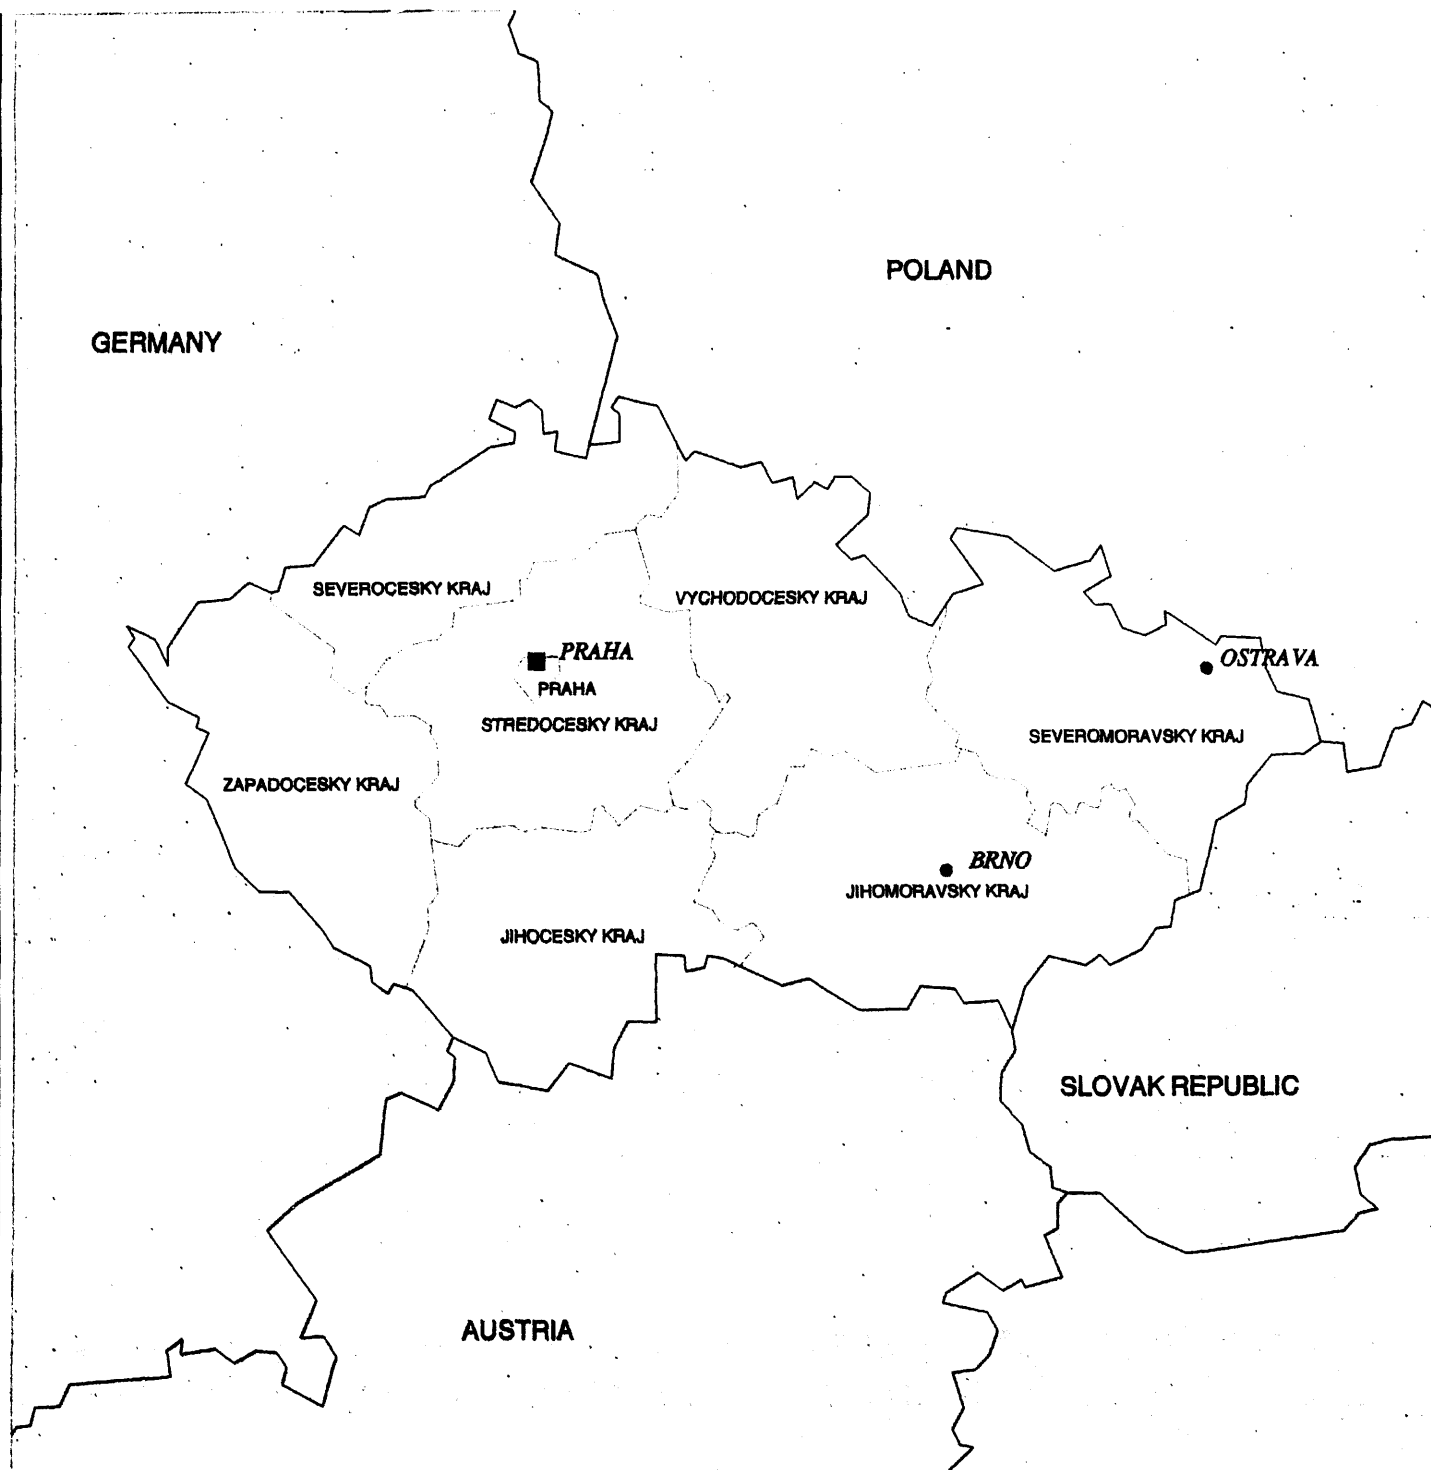 POLAND
GERMANY
SEVEROCESKY KRAJ
VYCHODOCESKY KRAJ
PRAHA
OSTRAVA
PRAHA
STREDOCESKY KRAJ
SEVEROMORAVSKY KRAJ
ZAPADOCESKY KRAJ
BRNO
JIHOMORAVSKY KRAJ
JIHOCESKY KRAJ
SLOVAK REPUBLIC
AUSTRIA